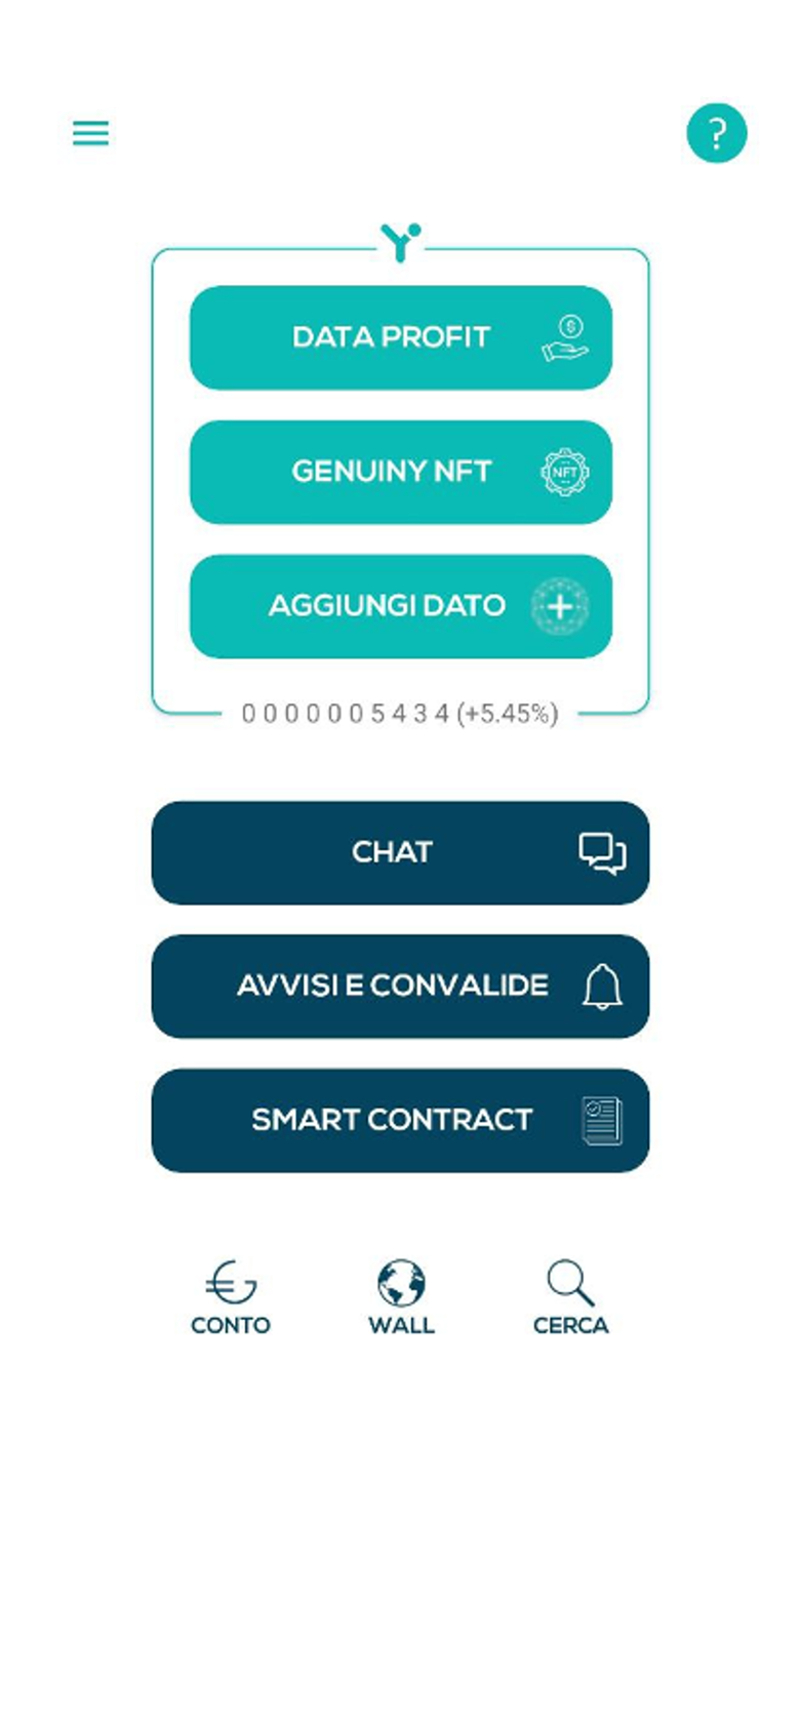 ?
DATA PROFIT
$
GENUINY NFT
NFT
AGGIUNGI DATO
0 0 0 0 0 0 5 4 3 4 (+5.45%)
CHAT
AVVISI E CONVALIDE
SMART CONTRACT
CONTO
WALL
CERCA